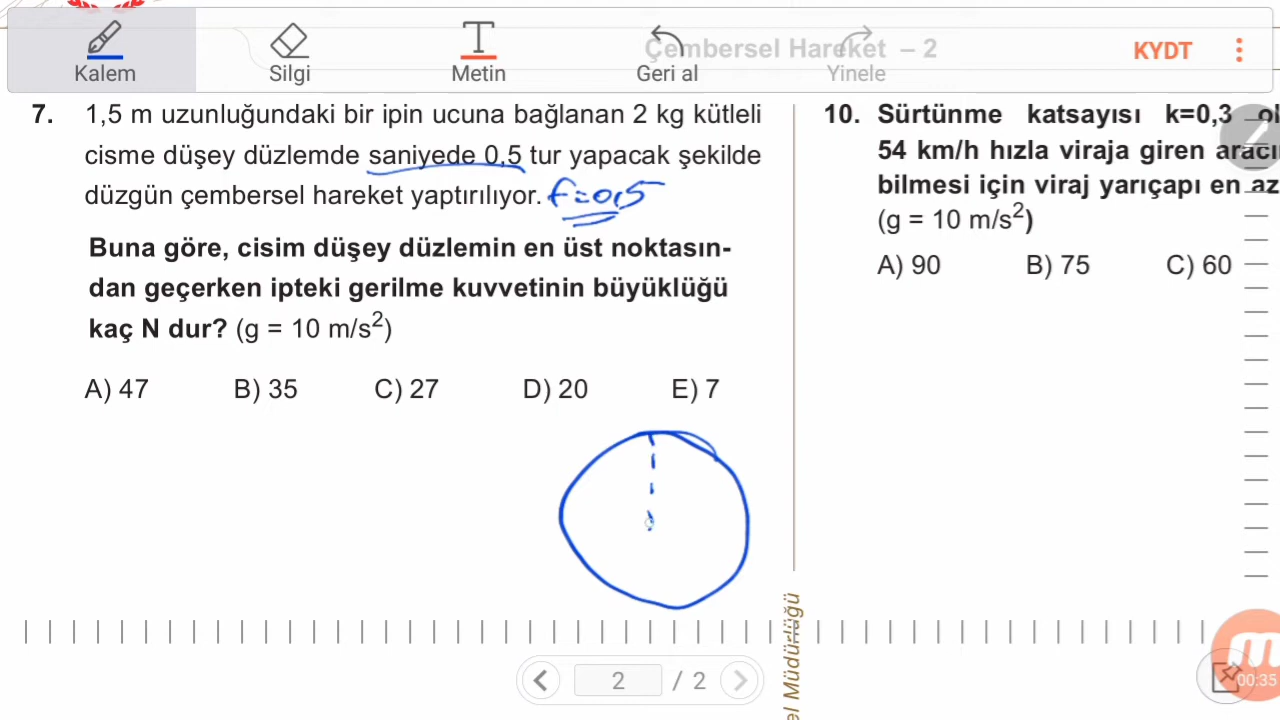 Çembersel Hareket – 2
KYDT
Kalem
Silgi
Metin
Geri al
Yinele
7. 1,5 m uzunluğundaki bir ipin ucuna bağlanan 2 kg kütleli
cisme düşey düzlemde saniyede 0,5 tur yapacak şekilde
düzgün çembersel hareket yaptırılıyor. f=0,5
Buna göre, cisim düşey düzlemin en üst noktasın-
dan geçerken ipteki gerilme kuvvetinin büyüklüğü
kaç N dur? (g = 10 m/s²)
A) 47 B) 35 C) 27 D) 20 E) 7
10. Sürtünme katsayısı k=0,3
54 km/h hızla viraja giren
bilmesi için viraj yarıçapı en az
(g = 10 m/s²)
A) 90 B) 75 C) 60
Müdürlüğü
2 / 2
00:35